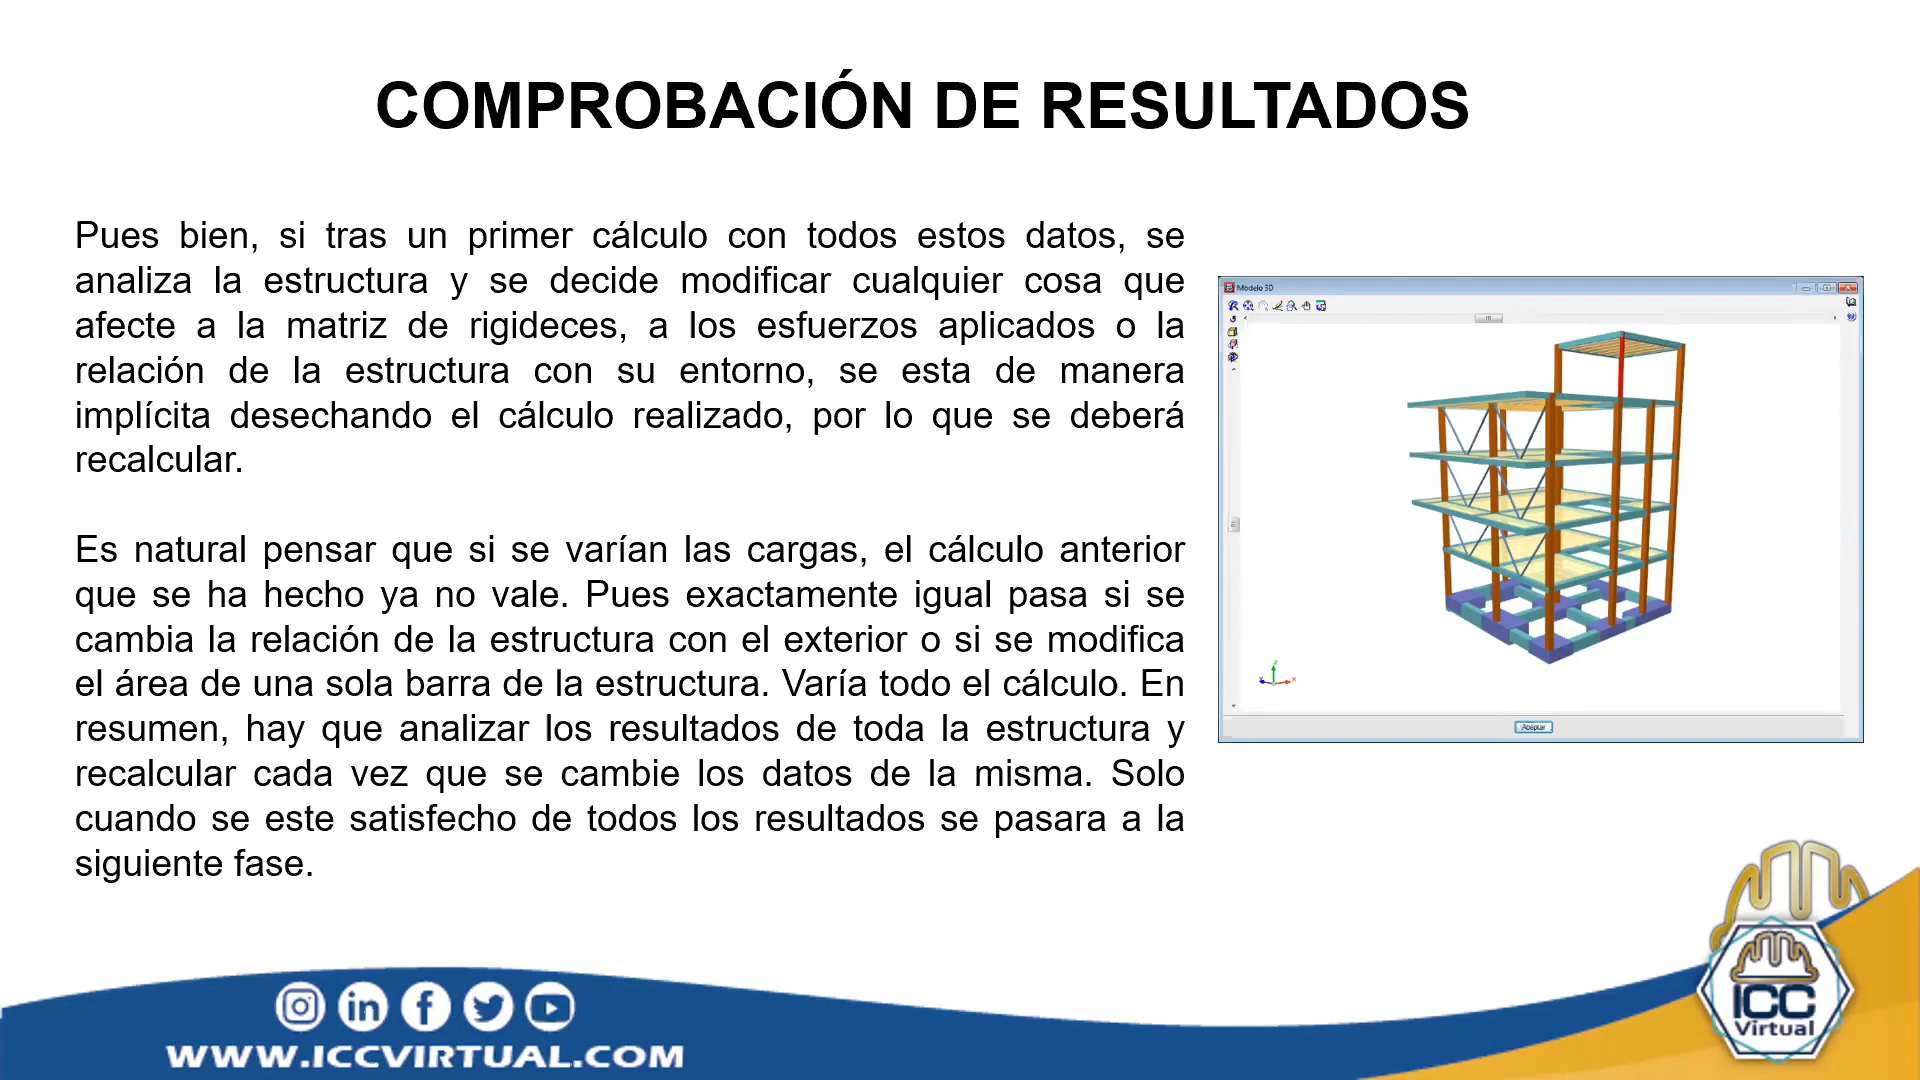 COMPROBACIÓN DE RESULTADOS
Pues bien, si tras un primer cálculo con todos estos datos, se
analiza la estructura y se decide modificar cualquier cosa que
afecte a la matriz de rigideces, a los esfuerzos aplicados o la
relación de la estructura con su entorno, se esta de manera
implícita desechando el cálculo realizado, por lo que se deberá
recalcular.
Es natural pensar que si se varían las cargas, el cálculo anterior
que se ha hecho ya no vale. Pues exactamente igual pasa si se
cambia la relación de la estructura con el exterior o si se modifica
el área de una sola barra de la estructura. Varía todo el cálculo. En
resumen, hay que analizar los resultados de toda la estructura y
recalcular cada vez que se cambie los datos de la misma. Solo
cuando se este satisfecho de todos los resultados se pasara a la
siguiente fase.
Modelo 3D
Z
X
Aceptar
WWW.ICCVIRTUAL.COM
ICC
Virtual